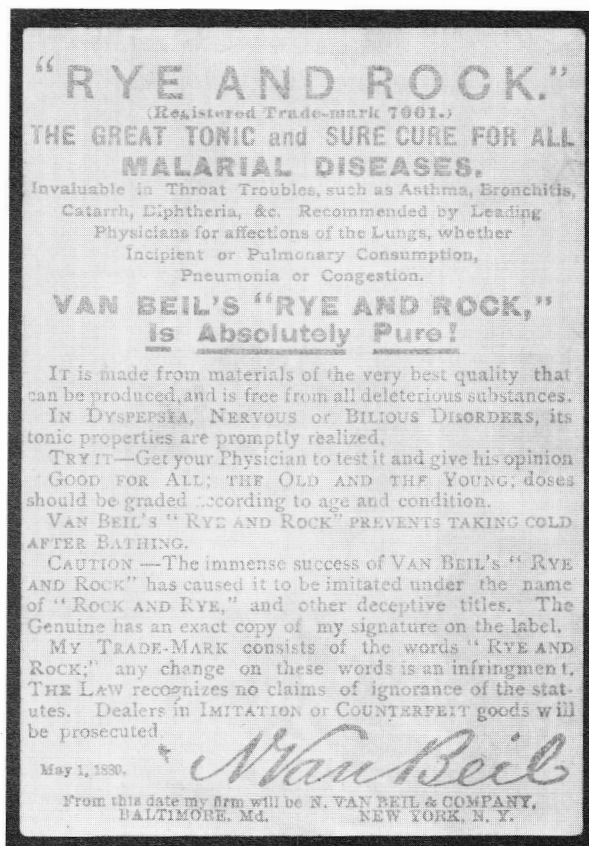 "RYE AND ROCK."
(Registered Trade-mark 7001.)
THE GREAT TONIC and SURE CURE FOR ALL
MALARIAL DISEASES.
Invaluable in Throat Troubles, such as Asthma, Bronchitis,
Catarrh, Diphtheria, &c. Recommended by Leading
Physicians for affections of the Lungs, whether
Incipient or Pulmonary Consumption,
Pneumonia or Congestion.
VAN BEIL'S "RYE AND ROCK,"
is Absolutely Pure!
IT is made from materials of the very best quality that
can be produced, and is free from all deleterious substances.
IN DYSPEPSIA, NERVOUS or BILIOUS DISORDERS, its
tonic properties are promptly realized.
TRY IT—Get your Physician to test it and give his opinion
GOOD FOR ALL; THE OLD AND THE YOUNG; doses
should be graded according to age and condition.
VAN BEIL'S "RYE AND ROCK" PREVENTS TAKING COLD
AFTER BATHING.
CAUTION—The immense success of VAN BEIL'S "RYE
AND ROCK" has caused it to be imitated under the name
of "ROCK AND RYE," and other deceptive titles. The
Genuine has an exact copy of my signature on the label.
MY TRADE-MARK consists of the words "RYE AND
ROCK;" any change on these words is an infringment.
THE LAW recognizes no claims of ignorance of the stat-
utes. Dealers in IMITATION or COUNTERFEIT goods will
be prosecuted
May 1, 1880. N Van Beil
From this date my firm will be N. VAN BEIL & COMPANY,
BALTIMORE, Md. NEW YORK, N. Y.